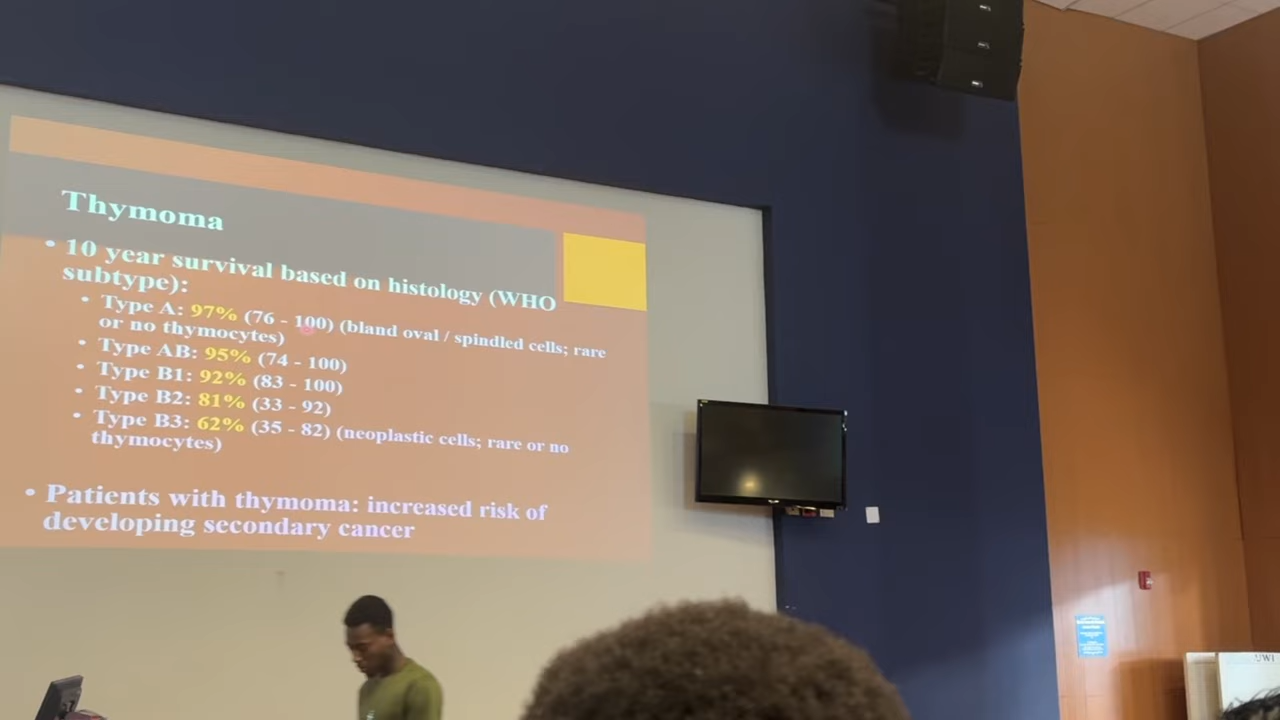 Thymoma
• 10 year survival based on histology (WHO
subtype):
• Type A: 97% (76 - 100) (bland oval / spindled cells; rare
or no thymocytes)
• Type AB: 95% (74 - 100)
• Type B1: 92% (83 - 100)
• Type B2: 81% (33 - 92)
• Type B3: 62% (35 - 82) (neoplastic cells; rare or no
thymocytes)
• Patients with thymoma: increased risk of
developing secondary cancer
UWI